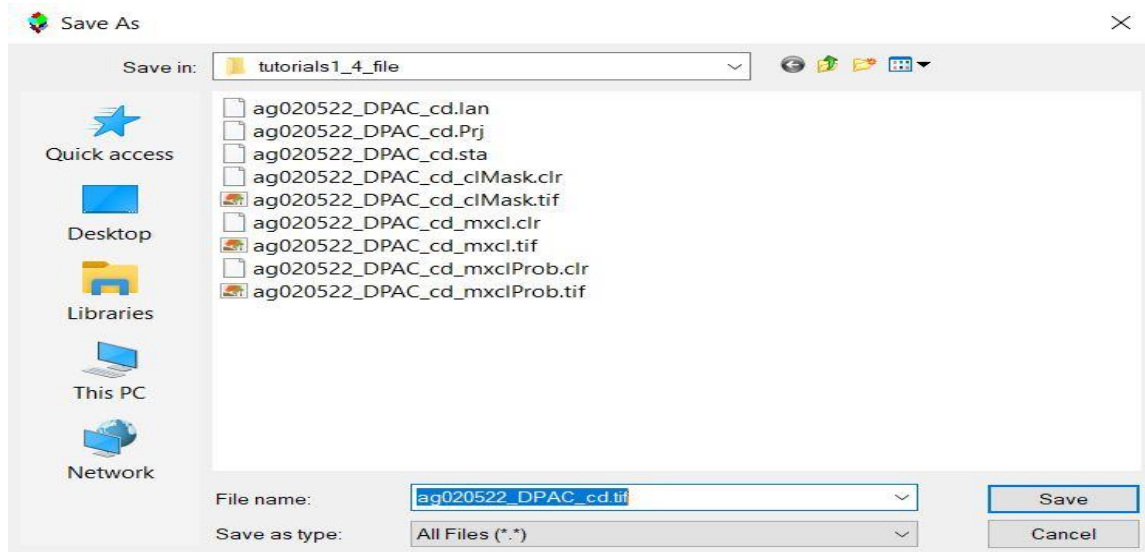 Save As
Save in:
tutorials1_4_file
Quick access
Desktop
Libraries
This PC
Network
ag020522_DPAC_cd.lan
ag020522_DPAC_cd.Prj
ag020522_DPAC_cd.sta
ag020522_DPAC_cd_clMask.clr
ag020522_DPAC_cd_clMask.tif
ag020522_DPAC_cd_mxcl.clr
ag020522_DPAC_cd_mxcl.tif
ag020522_DPAC_cd_mxclProb.clr
ag020522_DPAC_cd_mxclProb.tif
File name:
ag020522_DPAC_cd.tif
Save
Save as type:
All Files (*.*)
Cancel